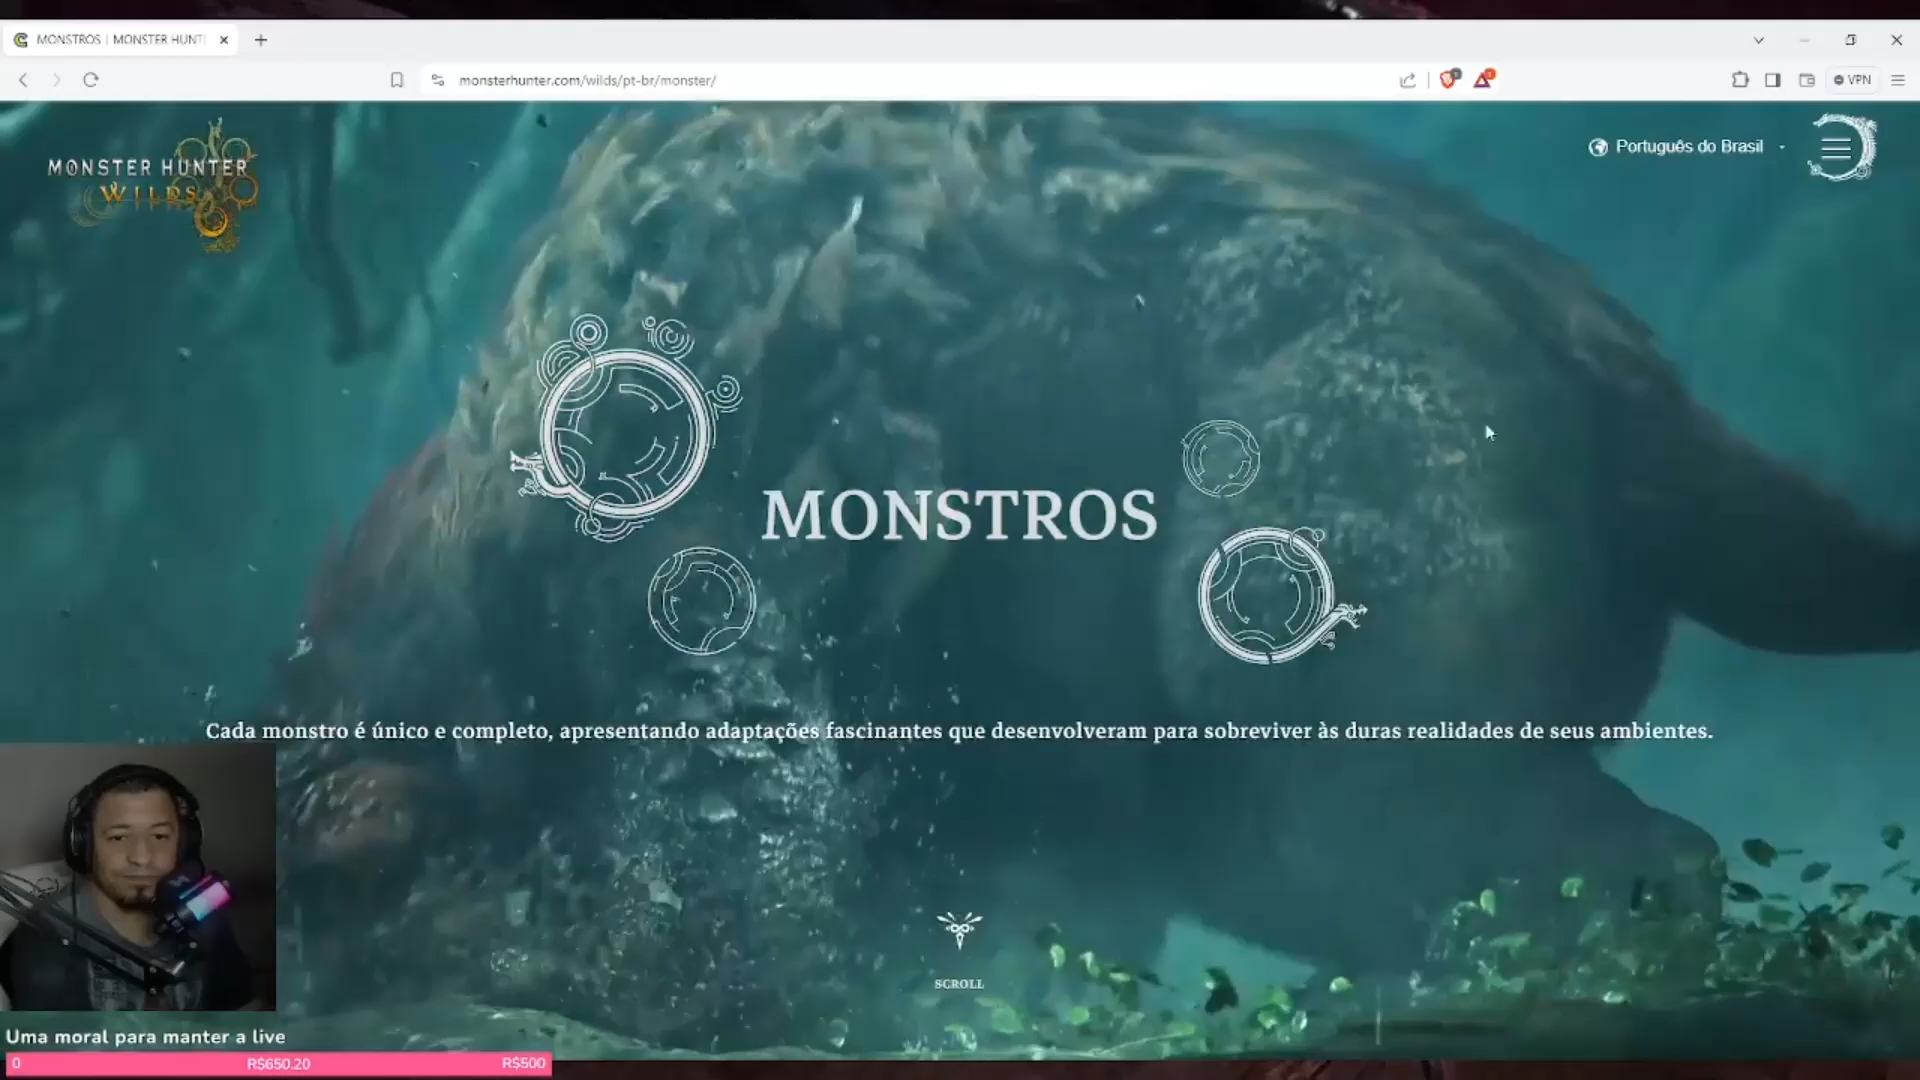 MONSTROS | MONSTER HUNT
monsterhunter.com/wilds/pt-br/monster/
VPN
MONSTER HUNTER
WILDS
Português do Brasil
MONSTROS
Cada monstro é único e completo, apresentando adaptações fascinantes que desenvolveram para sobreviver às duras realidades de seus ambientes.
SCROLL
Uma moral para manter a live
0 R$650.20 R$500